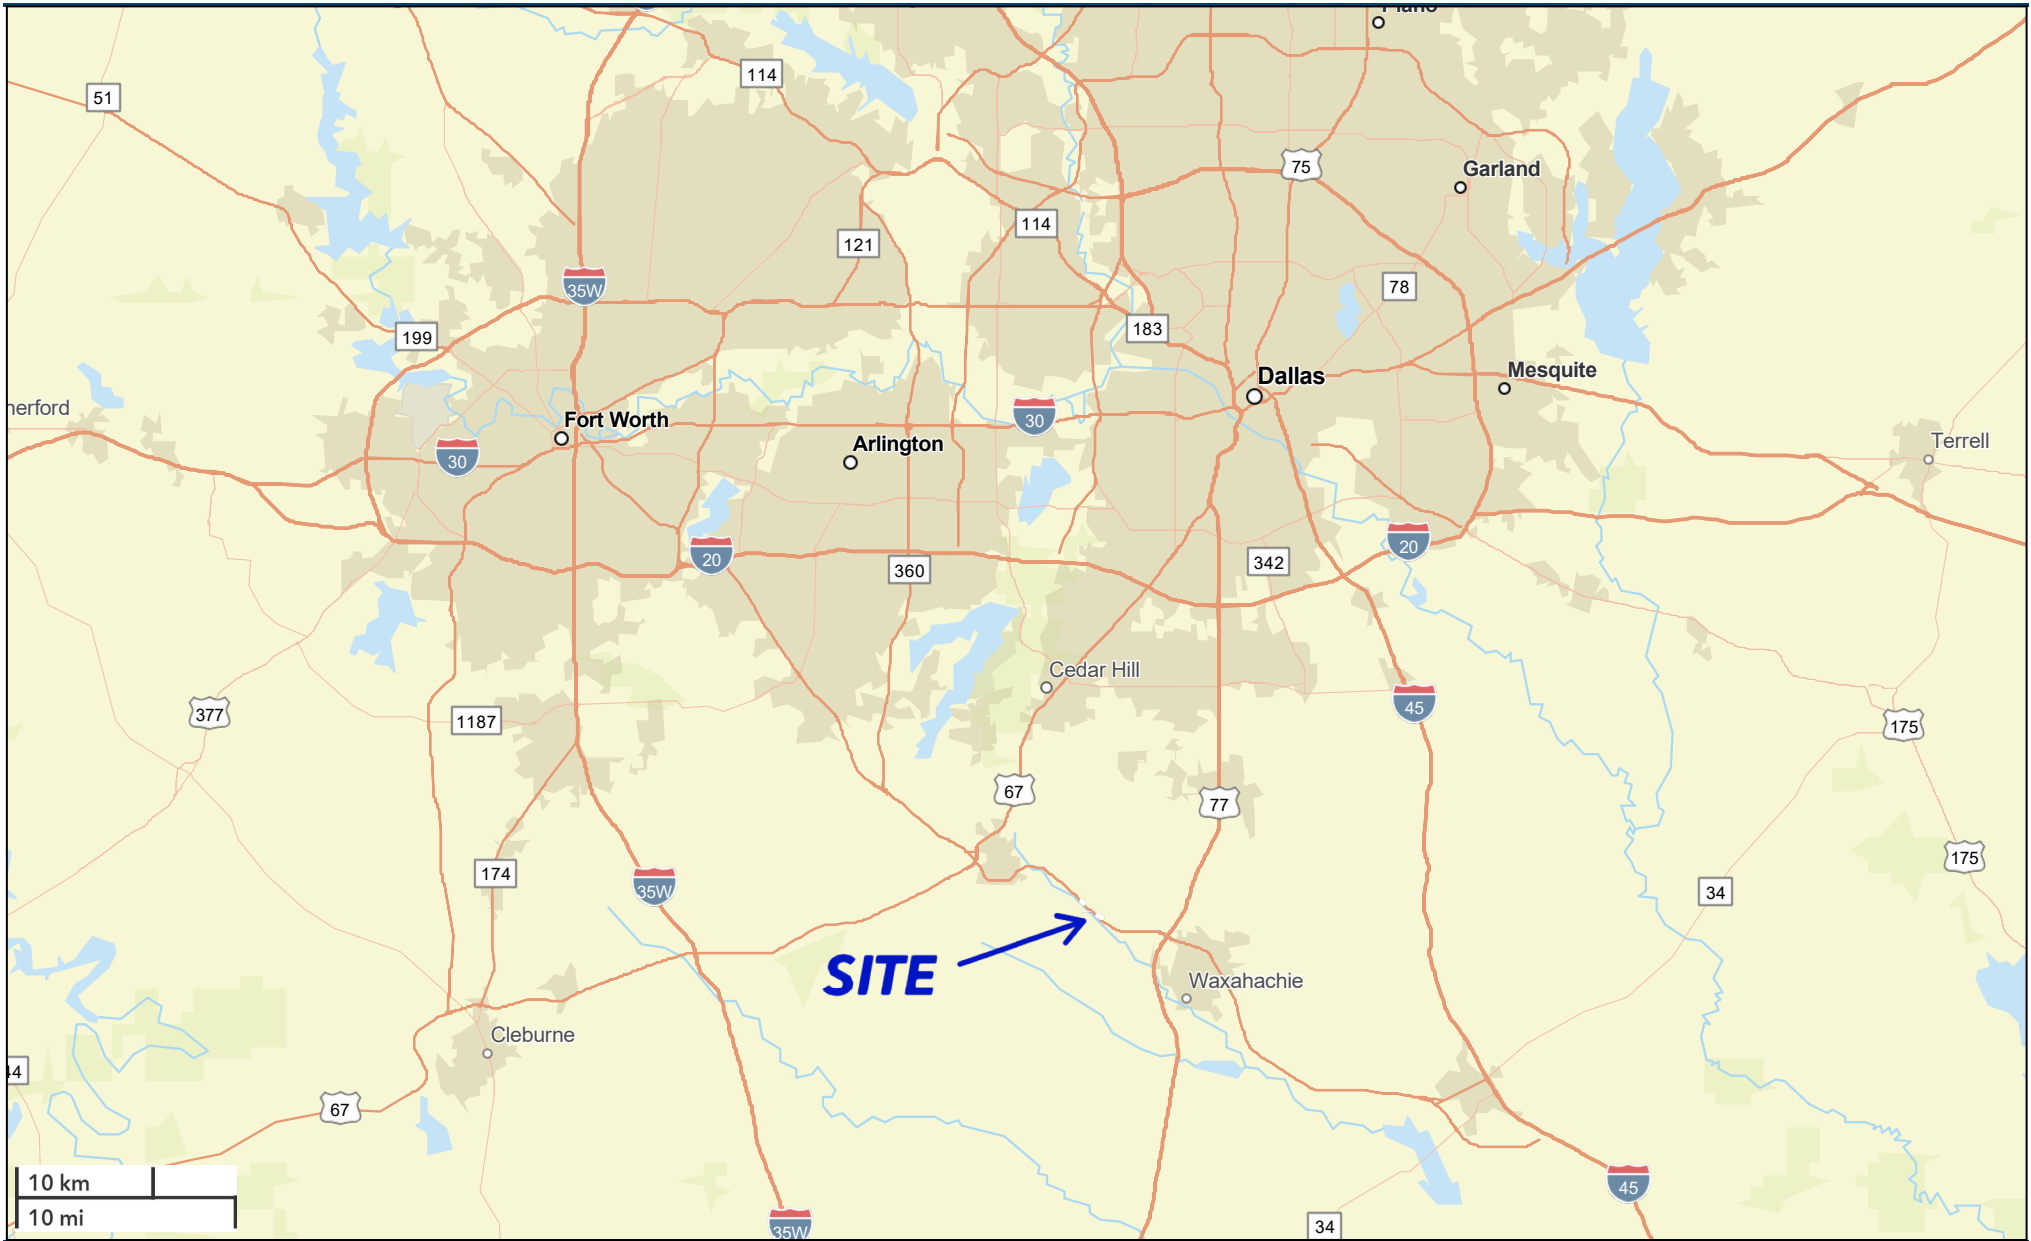 Plano
114
51
75
Garland
114
121
35W
78
199
183
Mesquite
Dallas
herford
Fort Worth
30
Arlington
30
Terrell
20
20
360
342
Cedar Hill
377
1187
45
175
67
77
174
35W
175
34
SITE
Waxahachie
Cleburne
44
67
10 km
10 mi
45
35W
34